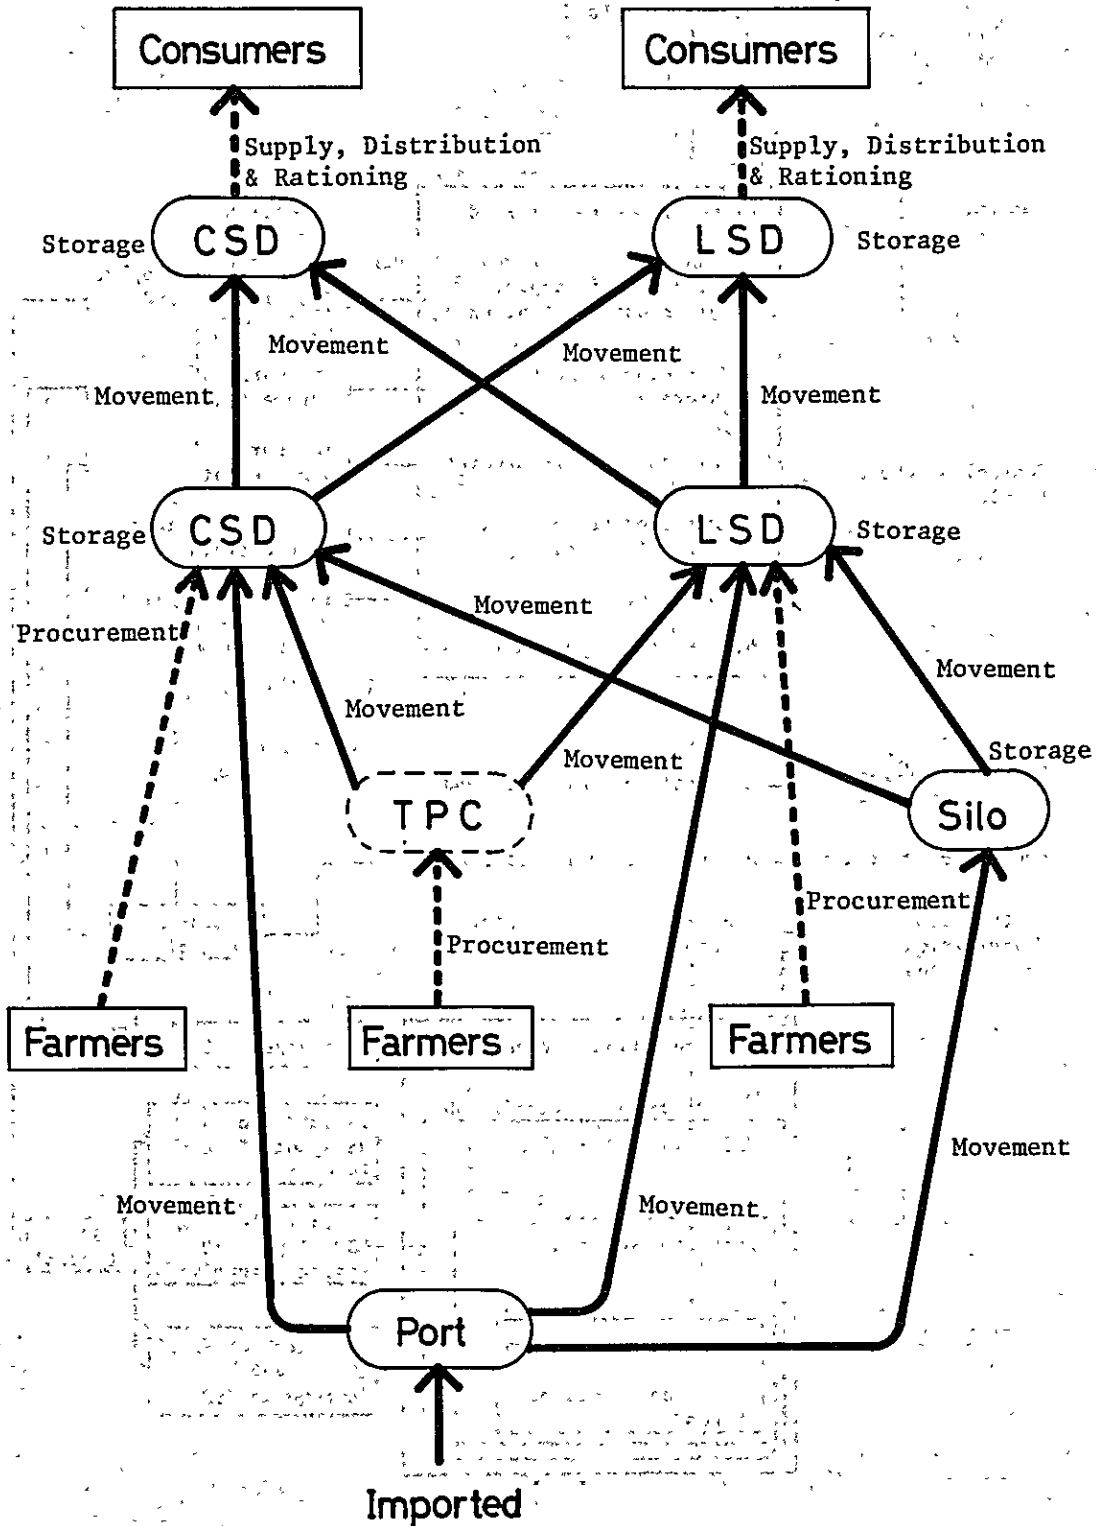 Consumers
Consumers
Supply, Distribution
& Rationing
Supply, Distribution
& Rationing
Storage
CSD
LSD
Storage
Movement
Movement
Movement
Movement
Storage
CSD
LSD
Storage
Movement
Procurement
Movement
Movement
Movement
Storage
TPC
Silo
Procurement
Procurement
Farmers
Farmers
Farmers
Movement
Movement
Movement
Port
Imported